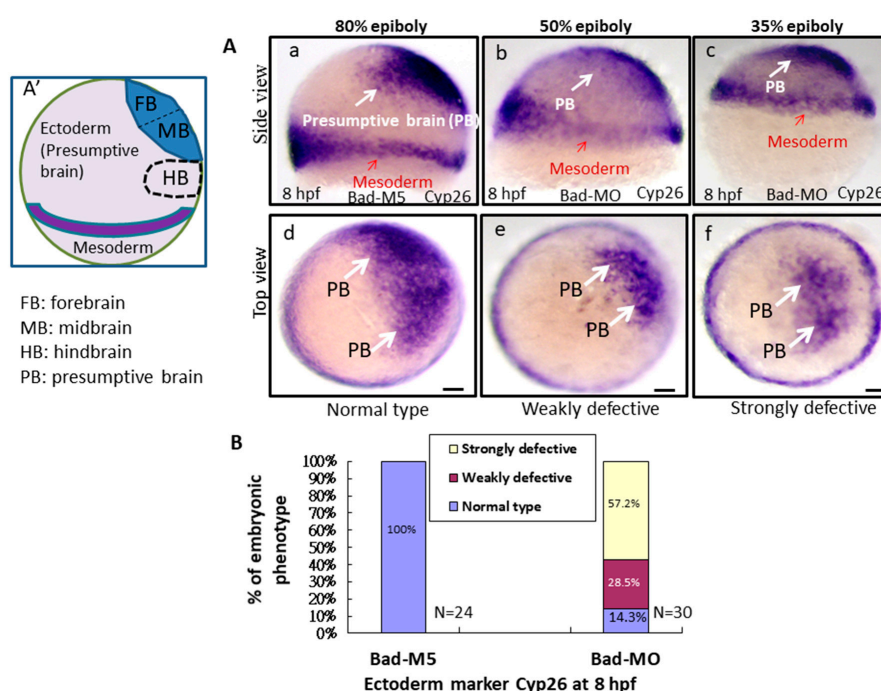 80% epiboly
50% epiboly
35% epiboly
A
A'
FB
MB
Ectoderm
(Presumptive
brain)
HB
Mesoderm
FB: forebrain
MB: midbrain
HB: hindbrain
PB: presumptive brain
Side view
a
Presumptive brain (PB)
Mesoderm
8 hpf
Bad-M5
Cyp26
b
PB
Mesoderm
8 hpf
Bad-MO
Cyp26
c
PB
Mesoderm
8 hpf
Bad-MO
Cyp26
Top view
d
PB
PB
e
PB
PB
f
PB
PB
Normal type
Weakly defective
Strongly defective
B
Strongly defective
Weakly defective
Normal type
% of embryonic
phenotype
100%
90%
80%
70%
60%
50%
40%
30%
20%
10%
0%
100%
N=24
57.2%
28.5%
14.3%
N=30
Bad-M5
Bad-MO
Ectoderm marker Cyp26 at 8 hpf